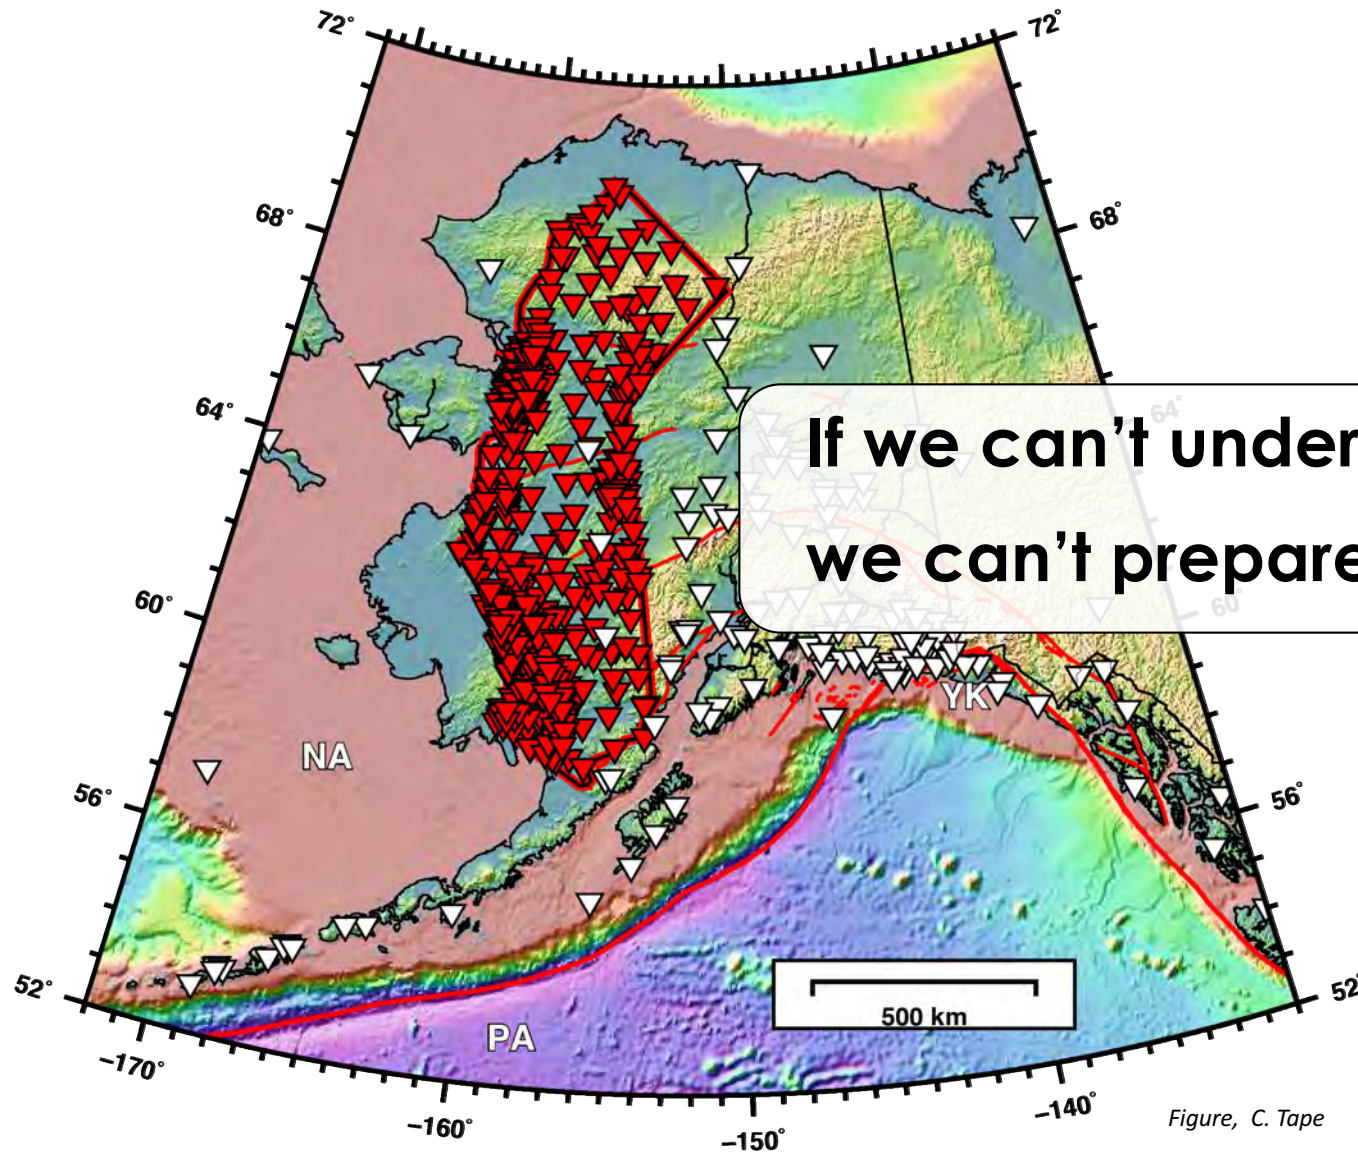 72°
72°
68°
68°
64°
64°
If we can't under
we can't prepare
60°
60°
YK
NA
56°
56°
500 km
52°
52°
PA
−170°
−160°
−150°
−140°
Figure, C. Tape